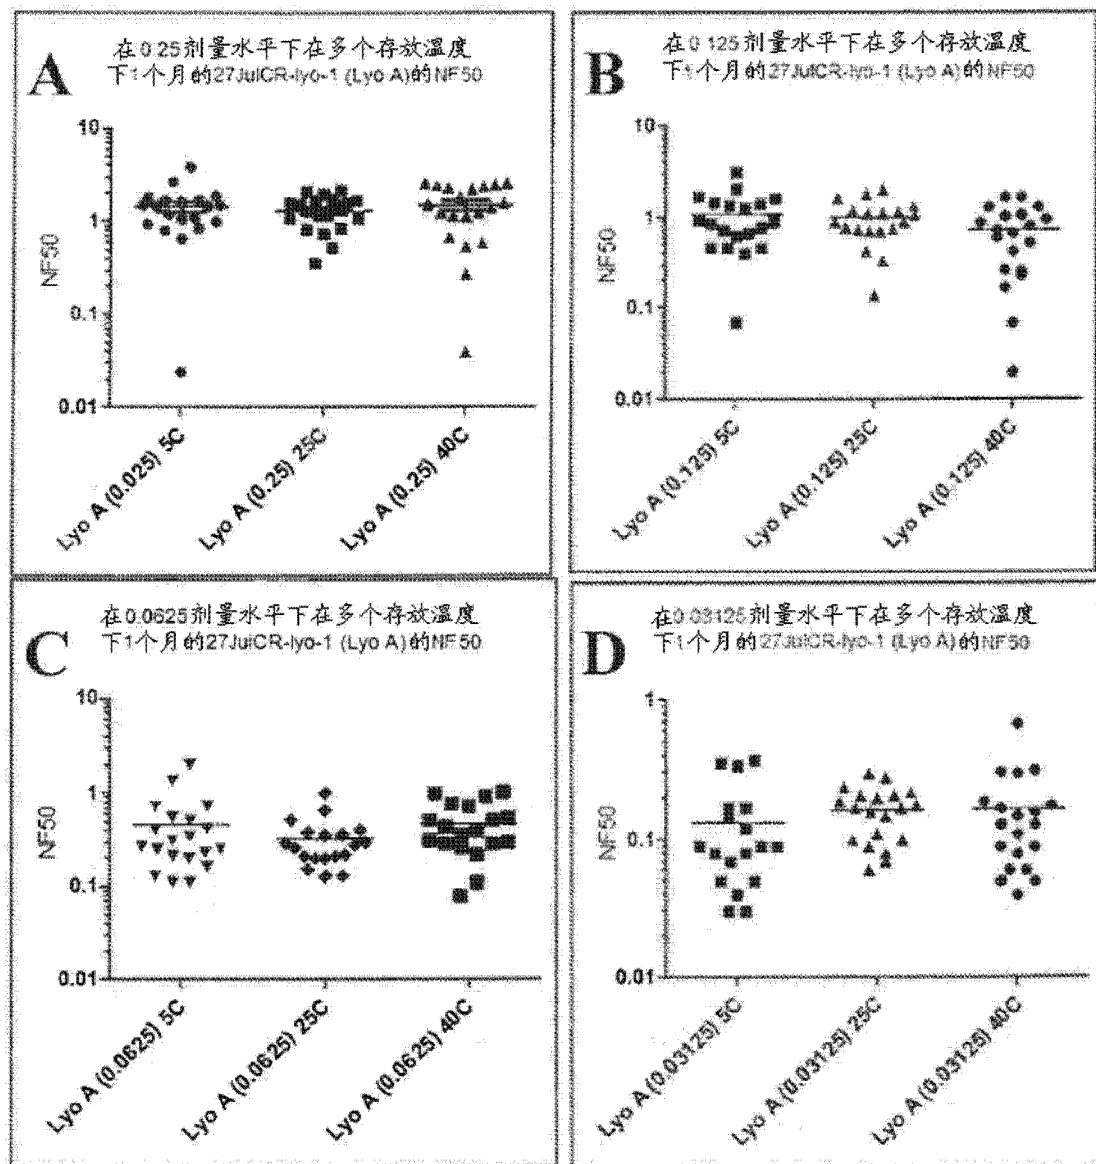 A
在0.25剂量水平下在多个存放温度
下1个月的27JulCR-lyo-1 (Lyo A)的NF50
NF50
10
1
0.1
0.01
Lyo A (0.025) 5C
Lyo A (0.25) 25C
Lyo A (0.25) 40C
B
在0.125剂量水平下在多个存放温度
下1个月的27JulCR-lyo-1 (Lyo A)的NF50
NF50
10
1
0.1
0.01
Lyo A (0.125) 5C
Lyo A (0.125) 25C
Lyo A (0.125) 40C
C
在0.0625剂量水平下在多个存放温度
下1个月的27JulCR-lyo-1 (Lyo A)的NF50
NF50
10
1
0.1
0.01
Lyo A (0.0625) 5C
Lyo A (0.0625) 25C
Lyo A (0.0625) 40C
D
在0.03125剂量水平下在多个存放温度
下1个月的27JulCR-lyo-1 (Lyo A)的NF50
NF50
1
0.1
0.01
Lyo A (0.03125) 5C
Lyo A (0.03125) 25C
Lyo A (0.03125) 40C